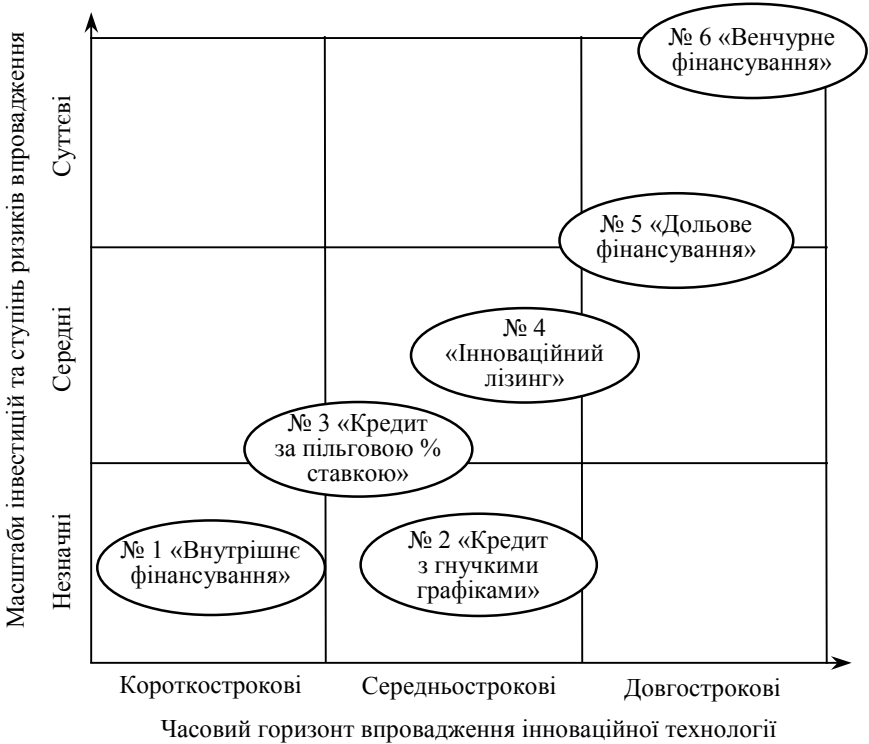 Масштаби інвестицій та ступінь ризиків впровадження
Суттєві
Середні
Незначні
№ 6 «Венчурне
фінансування»
№ 5 «Дольове
фінансування»
№ 4
«Інноваційний
лізинг»
№ 3 «Кредит
за пільговою %
ставкою»
№ 1 «Внутрішнє
фінансування»
№ 2 «Кредит
з гнучкими
графіками»
Короткострокові
Середньострокові
Довгострокові
Часовий горизонт впровадження інноваційної технології